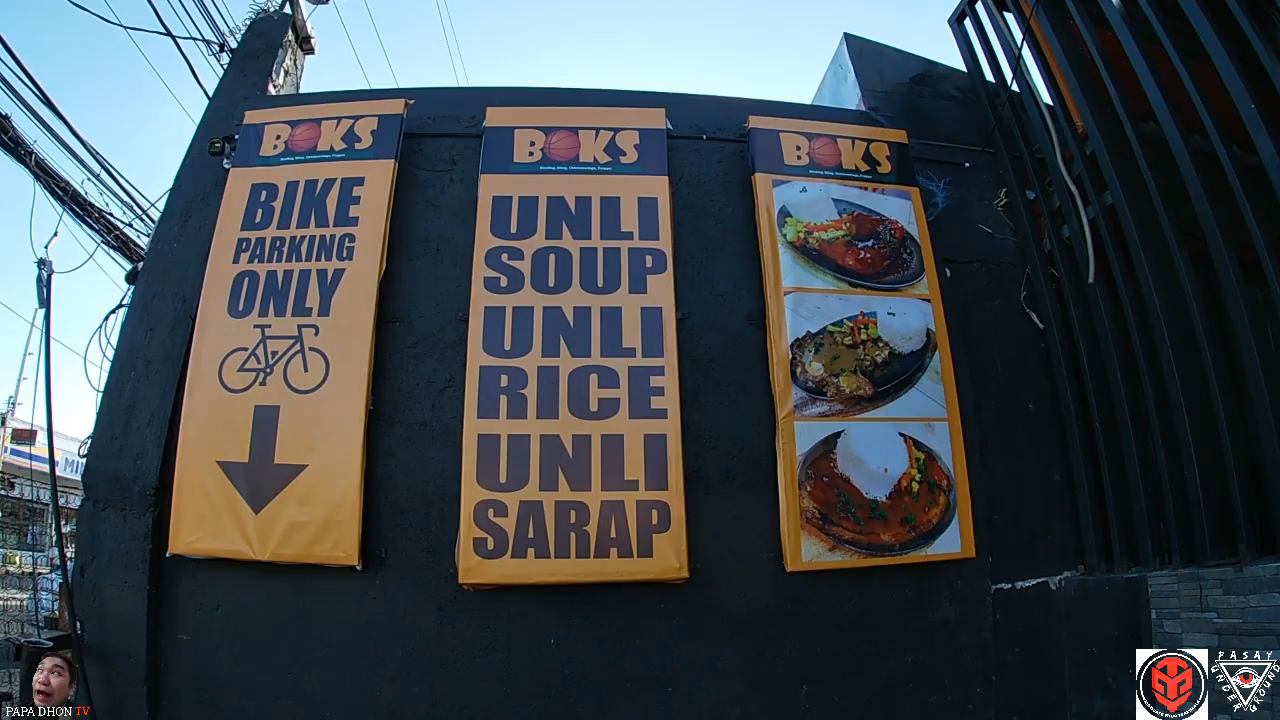 BOKS
BIKE
PARKING
ONLY
BOKS
UNLI
SOUP
UNLI
RICE
UNLI
SARAP
BOKS
PAPA DHON TV
PASAY
UNDERGROUND